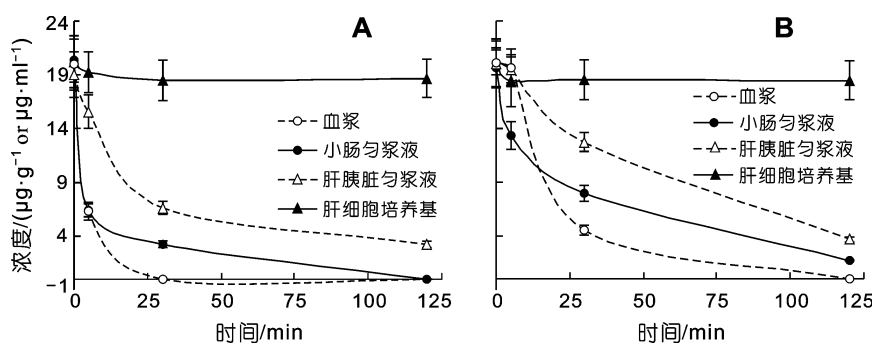 A
24
19
14
9
4
−1
浓度/(μg·g⁻¹ or μg·ml⁻¹)
血浆
小肠匀浆液
肝胰脏匀浆液
肝细胞培养基
0 25 50 75 100 125
时间/min
B
血浆
小肠匀浆液
肝胰脏匀浆液
肝细胞培养基
0 25 50 75 100 125
时间/min